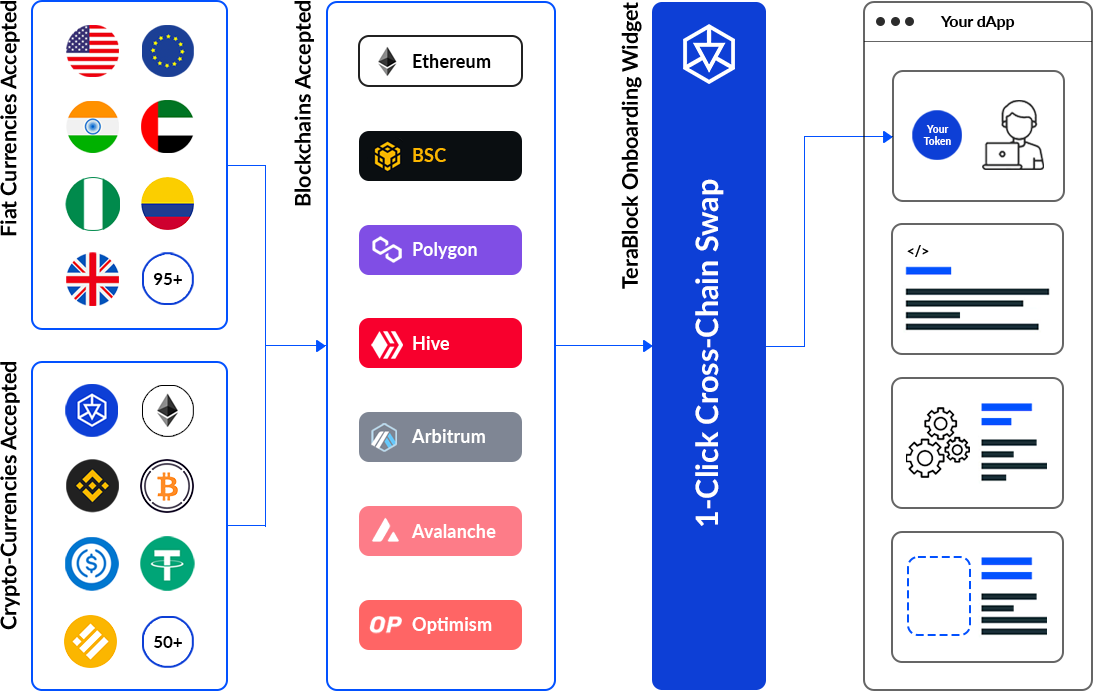 Fiat Currencies Accepted
95+
Crypto-Currencies Accepted
50+
Blockchains Accepted
Ethereum
BSC
Polygon
Hive
Arbitrum
Avalanche
OP Optimism
TeraBlock Onboarding Widget
1-Click Cross-Chain Swap
Your dApp
Your
Token
</>